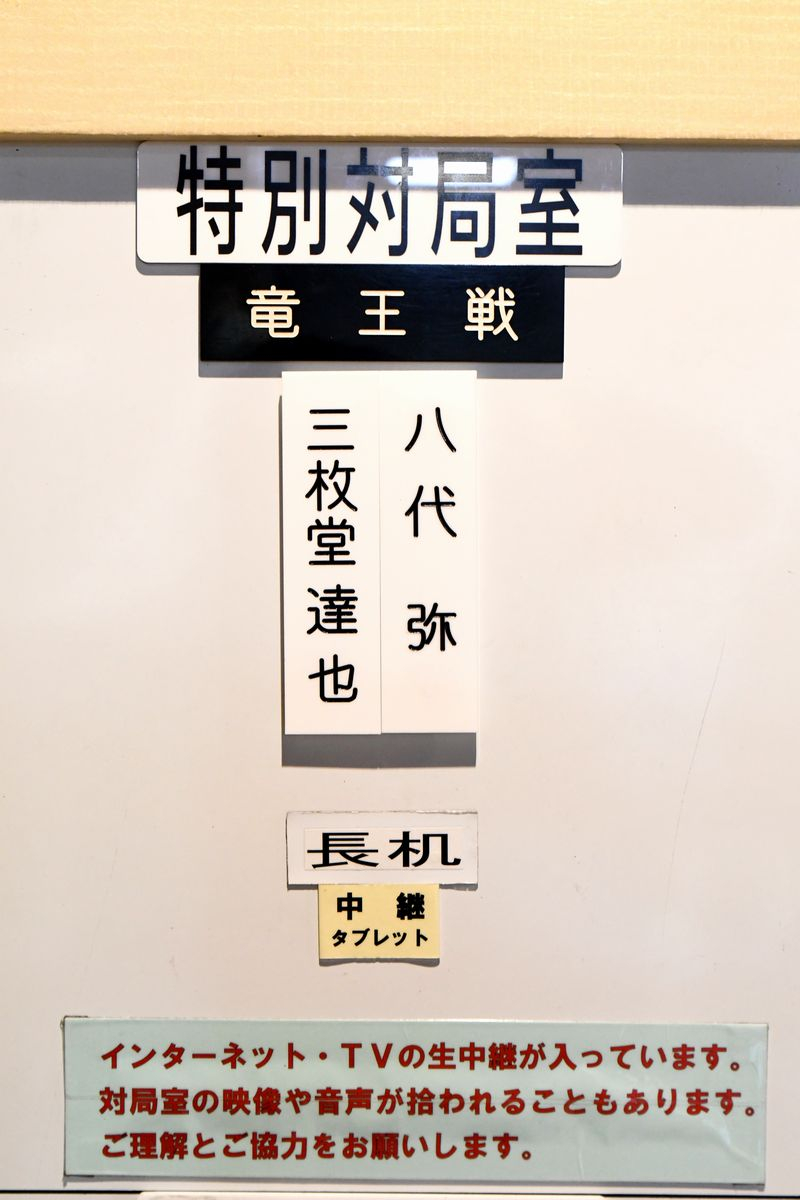 特別対局室
竜王戦
八代 弥
三枚堂達也
長机
中継
タブレット
インターネット・TVの生中継が入っています。
対局室の映像や音声が拾われることもあります。
ご理解とご協力をお願いします。